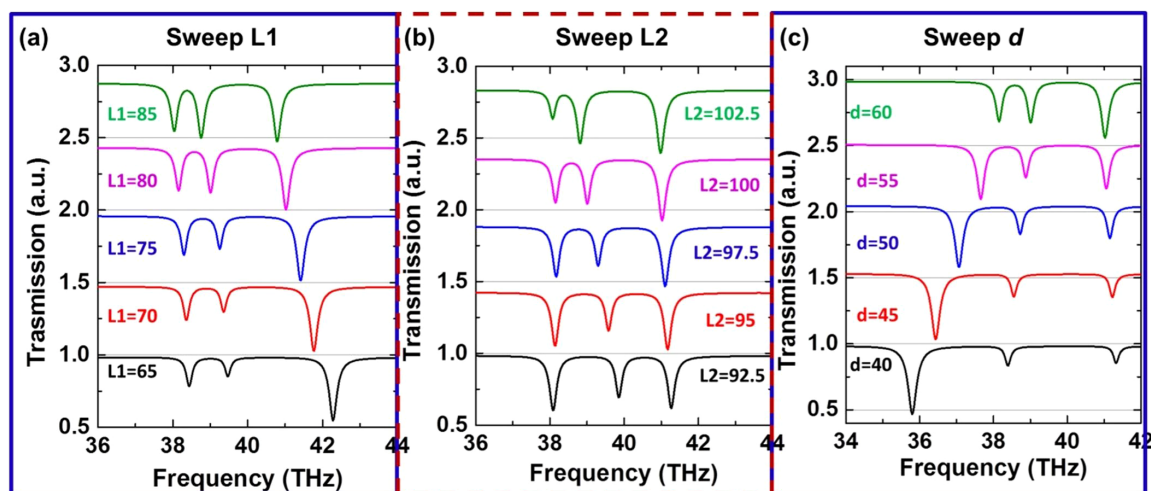 (a) Sweep L1
Trasmission (a.u.)
3.0
2.5
2.0
1.5
1.0
0.5
L1=85
L1=80
L1=75
L1=70
L1=65
36 38 40 42 44
Frequency (THz)
(b) Sweep L2
Transmission (a.u.)
3.0
2.5
2.0
1.5
1.0
0.5
L2=102.5
L2=100
L2=97.5
L2=95
L2=92.5
36 38 40 42 44
Frequency (THz)
(c) Sweep d
Transmission (a.u.)
3.0
2.5
2.0
1.5
1.0
0.5
d=60
d=55
d=50
d=45
d=40
34 36 38 40 42
Frequency (THz)